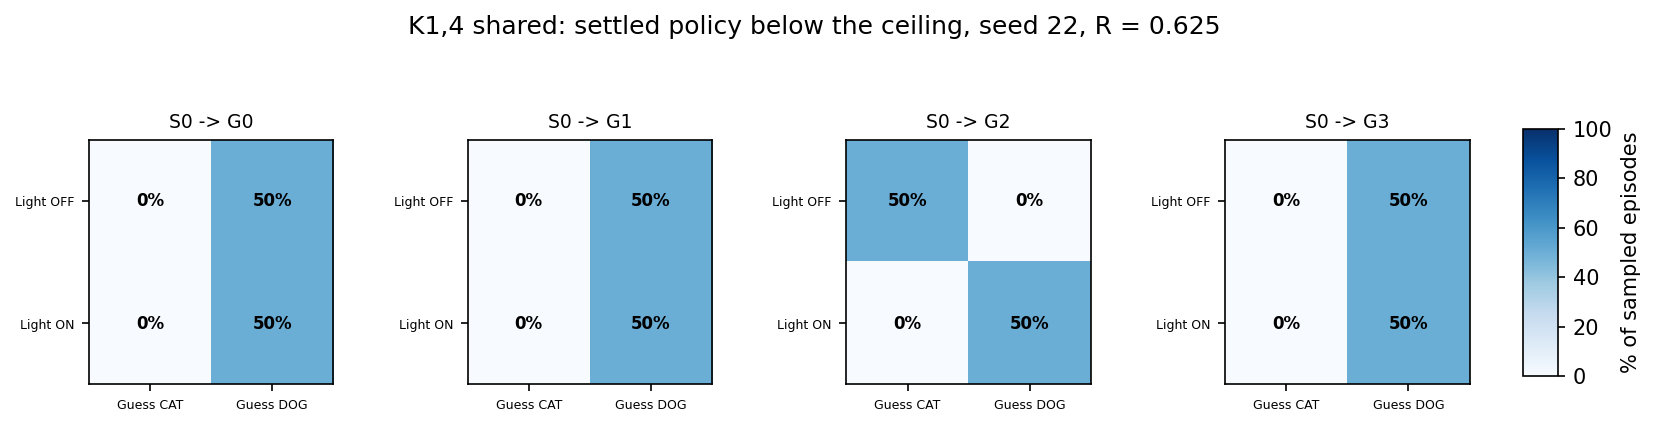 K1,4 shared: settled policy below the ceiling, seed 22, R = 0.625
S0 -> G0
S0 -> G1
S0 -> G2
S0 -> G3
Light OFF
0%
50%
Light ON
0%
50%
Guess CAT
Guess DOG
Light OFF
0%
50%
Light ON
0%
50%
Guess CAT
Guess DOG
Light OFF
50%
0%
Light ON
0%
50%
Guess CAT
Guess DOG
Light OFF
0%
50%
Light ON
0%
50%
Guess CAT
Guess DOG
100
80
60
40
20
0
% of sampled episodes